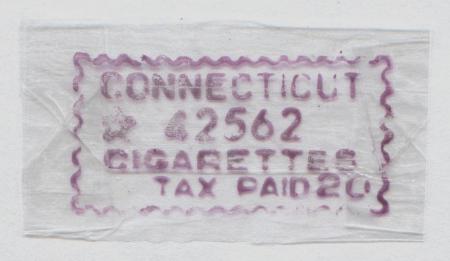 CONNECTICUT
☆ 42562
CIGARETTES
TAX PAID 20